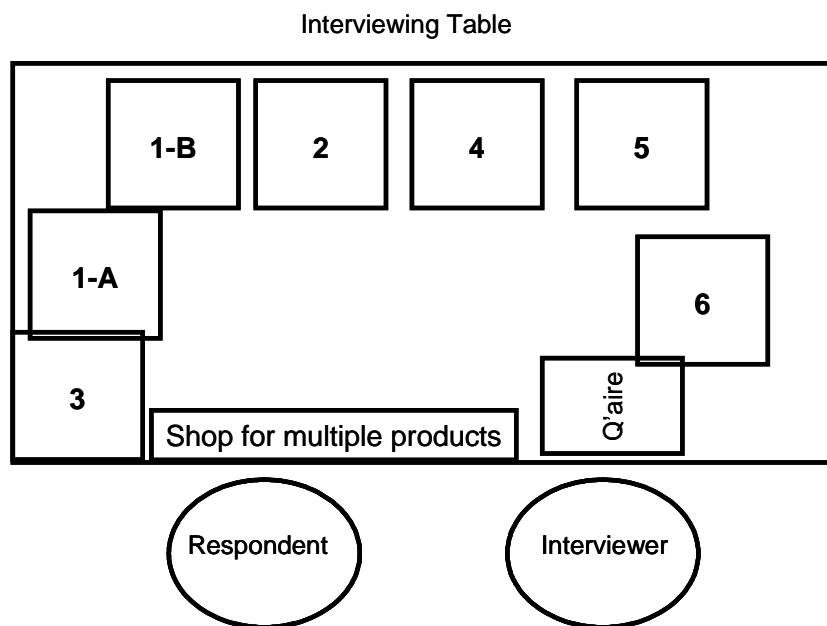 Interviewing Table
1-B
2
4
5
1-A
6
3
Q'aire
Shop for multiple products
Respondent
Interviewer